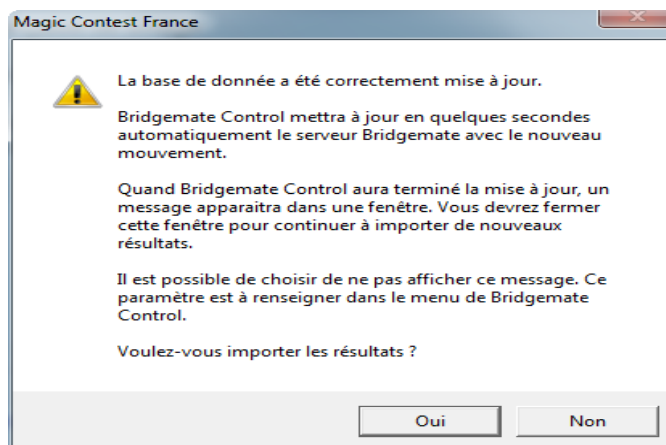 Magic Contest France
La base de donnée a été correctement mise à jour.
Bridgemate Control mettra à jour en quelques secondes
automatiquement le serveur Bridgemate avec le nouveau
mouvement.
Quand Bridgemate Control aura terminé la mise à jour, un
message apparaitra dans une fenêtre. Vous devrez fermer
cette fenêtre pour continuer à importer de nouveaux
résultats.
Il est possible de choisir de ne pas afficher ce message. Ce
paramètre est à renseigner dans le menu de Bridgemate
Control.
Voulez-vous importer les résultats ?
Oui
Non